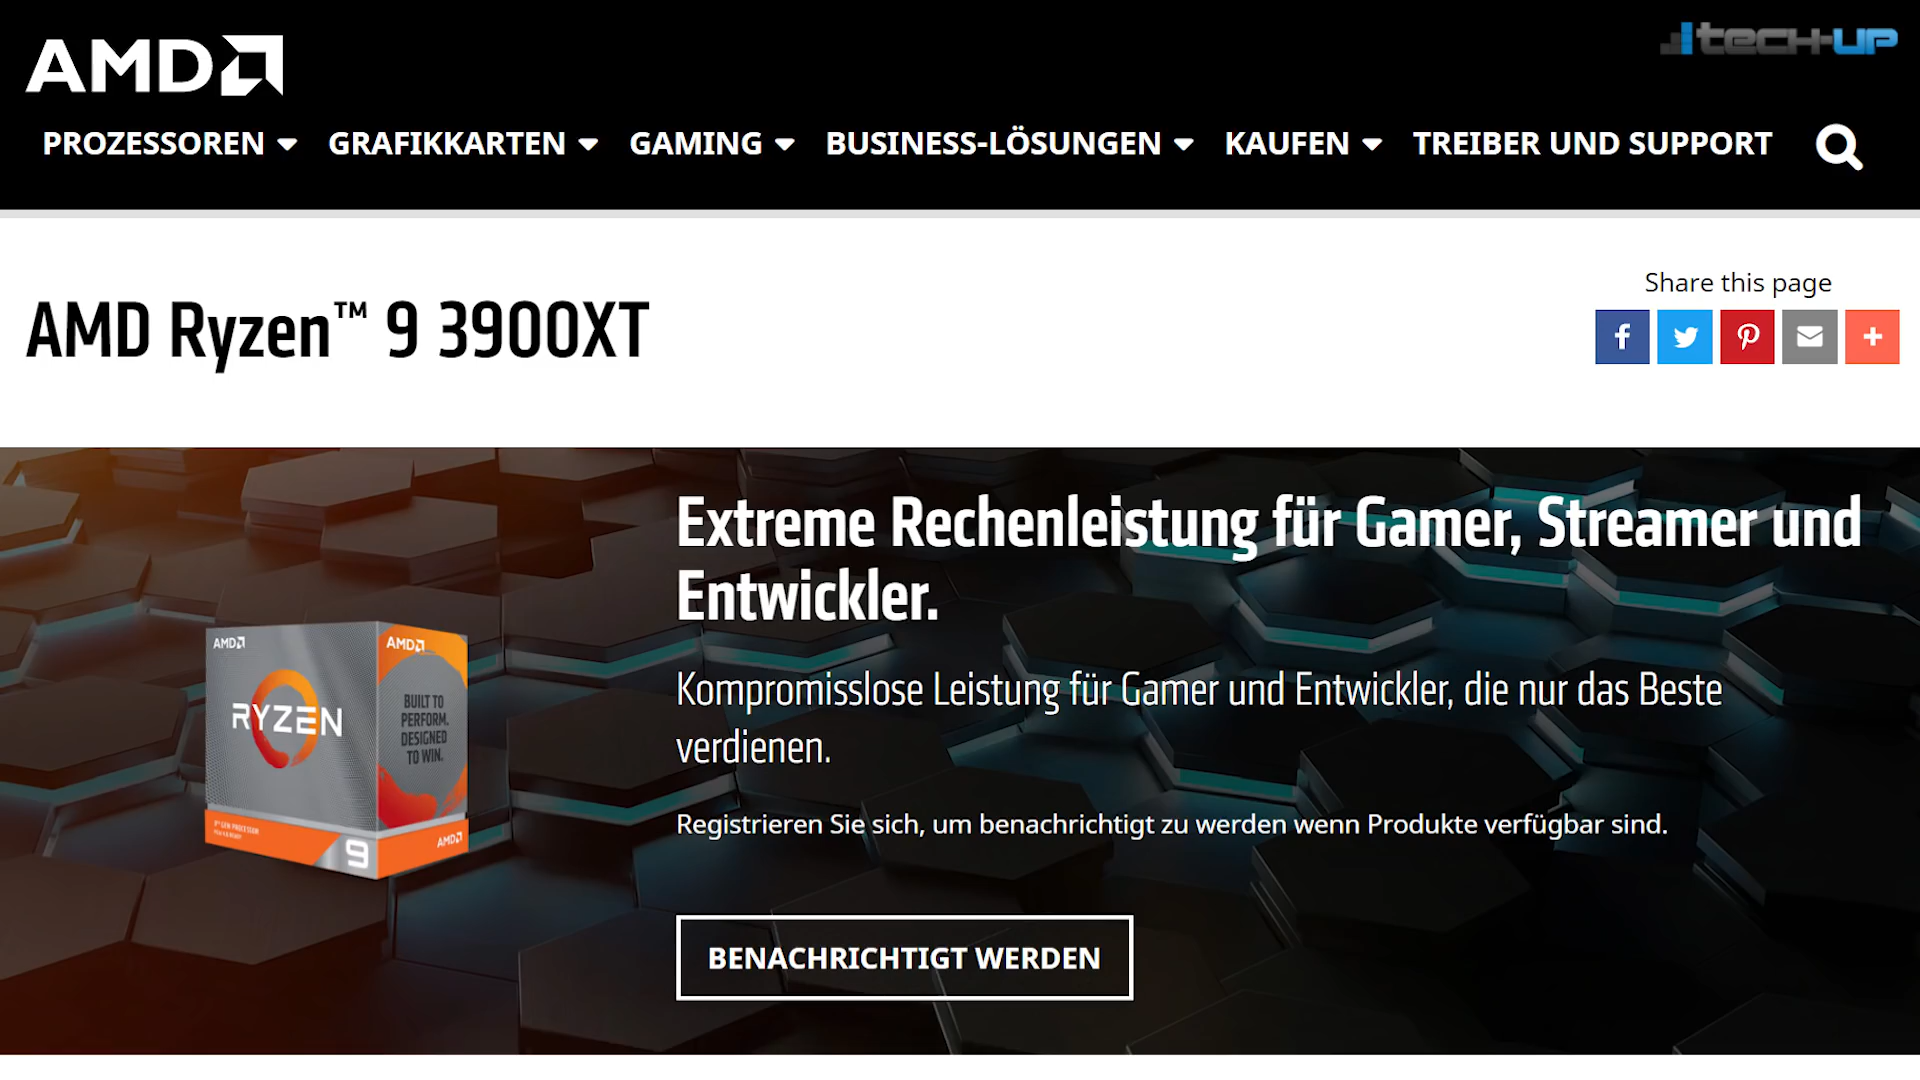 AMD
TECH-UP
PROZESSOREN GRAFIKKARTEN GAMING BUSINESS-LÖSUNGEN KAUFEN TREIBER UND SUPPORT
AMD Ryzen™ 9 3900XT
Share this page
Extreme Rechenleistung für Gamer, Streamer und
Entwickler.
Kompromisslose Leistung für Gamer und Entwickler, die nur das Beste
verdienen.
Registrieren Sie sich, um benachrichtigt zu werden wenn Produkte verfügbar sind.
BENACHRICHTIGT WERDEN
AMD
RYZEN
3RD GEN PROCESSOR
9
AMD
BUILT TO
PERFORM.
DESIGNED
TO WIN.
AMD